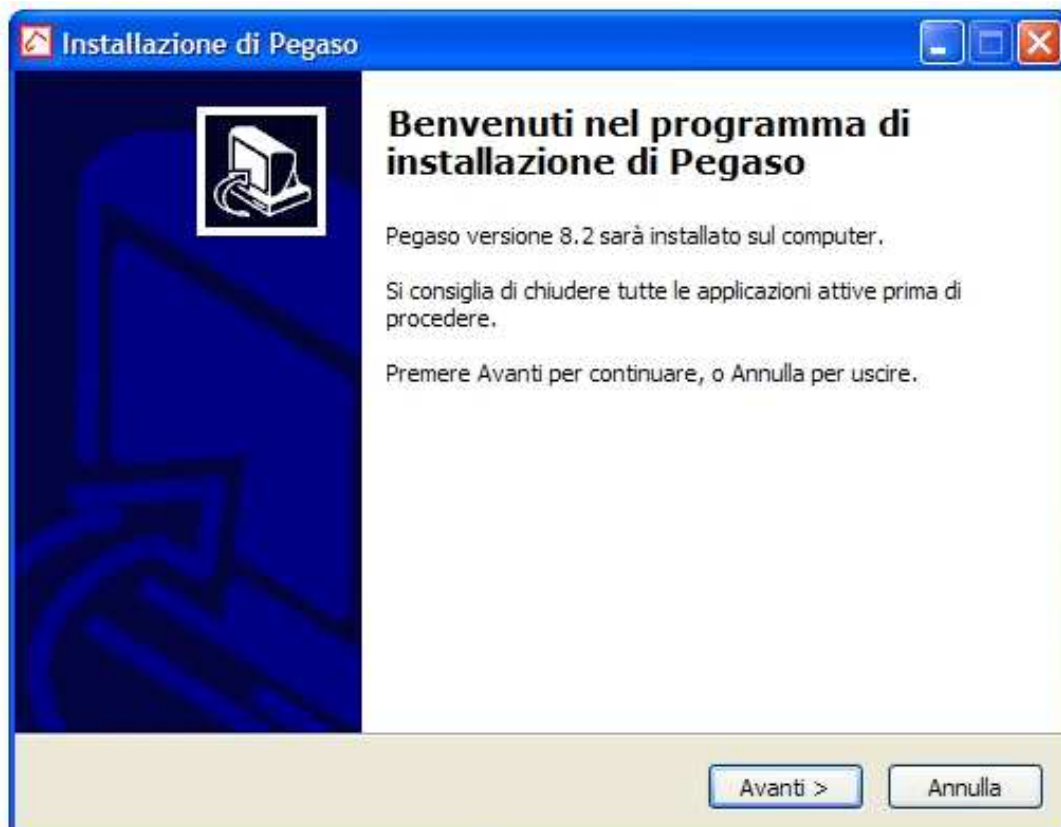 Installazione di Pegaso
Benvenuti nel programma di
installazione di Pegaso
Pegaso versione 8.2 sarà installato sul computer.
Si consiglia di chiudere tutte le applicazioni attive prima di
procedere.
Premere Avanti per continuare, o Annulla per uscire.
Avanti >
Annulla